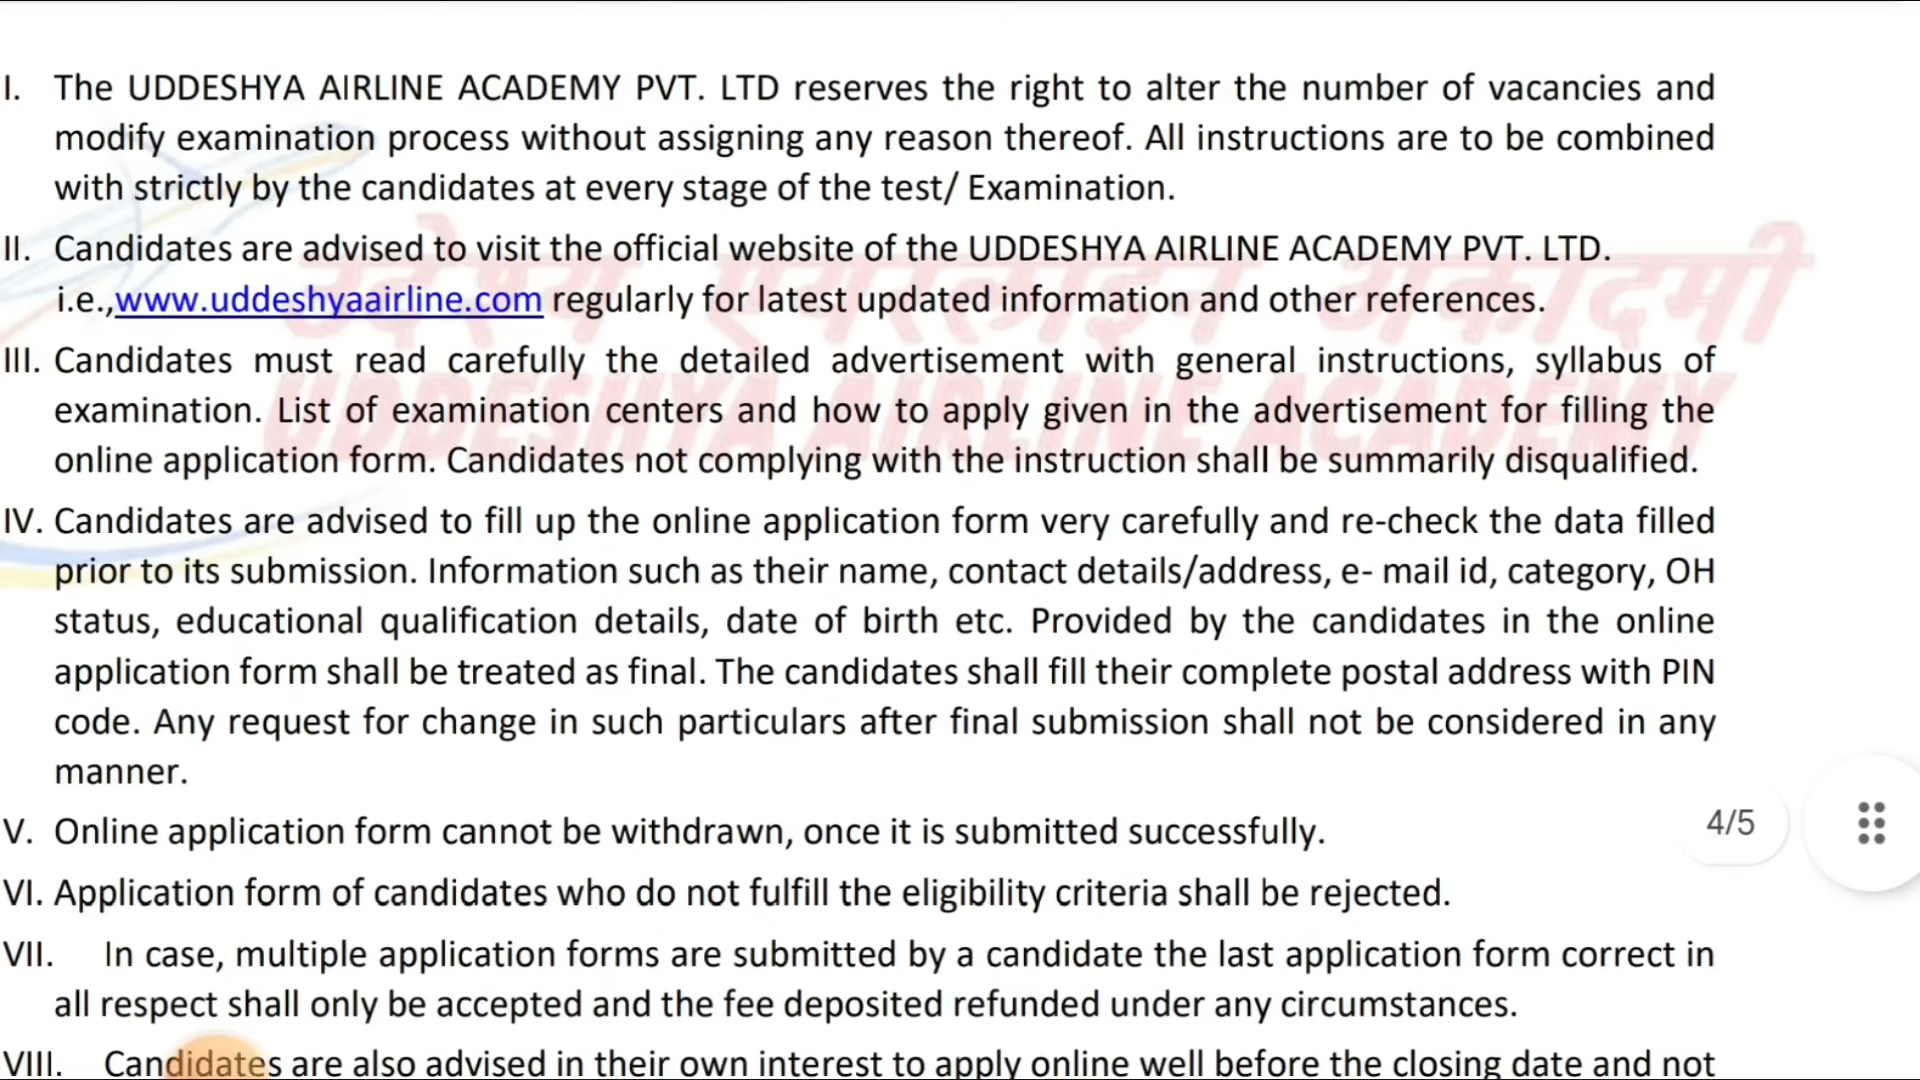 I. The UDDESHYA AIRLINE ACADEMY PVT. LTD reserves the right to alter the number of vacancies and
modify examination process without assigning any reason thereof. All instructions are to be combined
with strictly by the candidates at every stage of the test/ Examination.
II. Candidates are advised to visit the official website of the UDDESHYA AIRLINE ACADEMY PVT. LTD.
i.e.,www.uddeshyaairline.com regularly for latest updated information and other references.
उद्देश्य एयरलाइन अकादमी
III. Candidates must read carefully the detailed advertisement with general instructions, syllabus of
UDDESHYA AIRLINE ACADEMY
examination. List of examination centers and how to apply given in the advertisement for filling the
online application form. Candidates not complying with the instruction shall be summarily disqualified.
IV. Candidates are advised to fill up the online application form very carefully and re-check the data filled
prior to its submission. Information such as their name, contact details/address, e- mail id, category, OH
status, educational qualification details, date of birth etc. Provided by the candidates in the online
application form shall be treated as final. The candidates shall fill their complete postal address with PIN
code. Any request for change in such particulars after final submission shall not be considered in any
manner.
V. Online application form cannot be withdrawn, once it is submitted successfully.
4/5
VI. Application form of candidates who do not fulfill the eligibility criteria shall be rejected.
VII. In case, multiple application forms are submitted by a candidate the last application form correct in
all respect shall only be accepted and the fee deposited refunded under any circumstances.
VIII. Candidates are also advised in their own interest to apply online well before the closing date and not